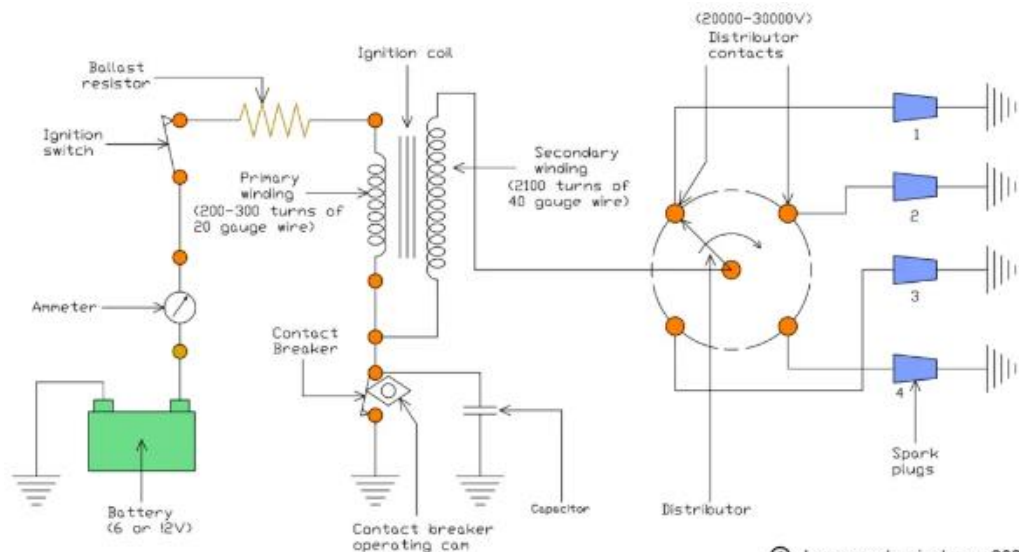 (20000-30000V)
Distributor
contacts
Ignition coil
Ballast
resistor
Ignition
switch
Primary
winding
(200-300 turns of
20 gauge wire)
Secondary
winding
(2100 turns of
40 gauge wire)
1
2
3
4
Ammeter
Contact
Breaker
Battery
(6 or 12V)
Contact breaker
operating cam
Capacitor
Distributor
Spark
plugs